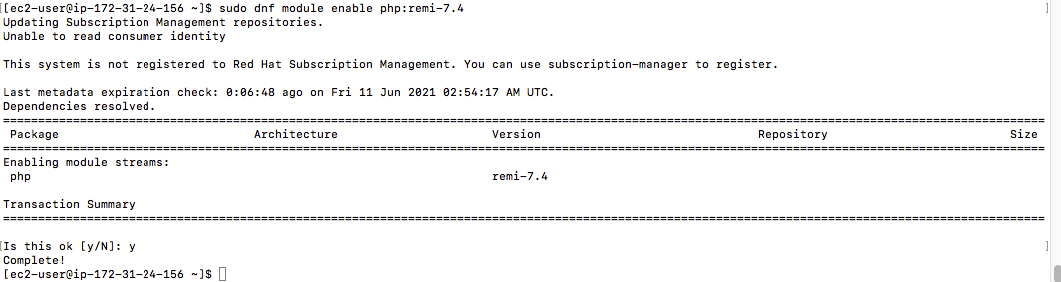 [[ec2-user@ip-172-31-24-156 ~]$ sudo dnf module enable php:remi-7.4 ]
Updating Subscription Management repositories.
Unable to read consumer identity
This system is not registered to Red Hat Subscription Management. You can use subscription-manager to register.
Last metadata expiration check: 0:06:48 ago on Fri 11 Jun 2021 02:54:17 AM UTC.
Dependencies resolved.
================================================================================
Package Architecture Version Repository Size
================================================================================
Enabling module streams:
php remi-7.4
Transaction Summary
================================================================================
[Is this ok [y/N]: y ]
Complete!
[ec2-user@ip-172-31-24-156 ~]$